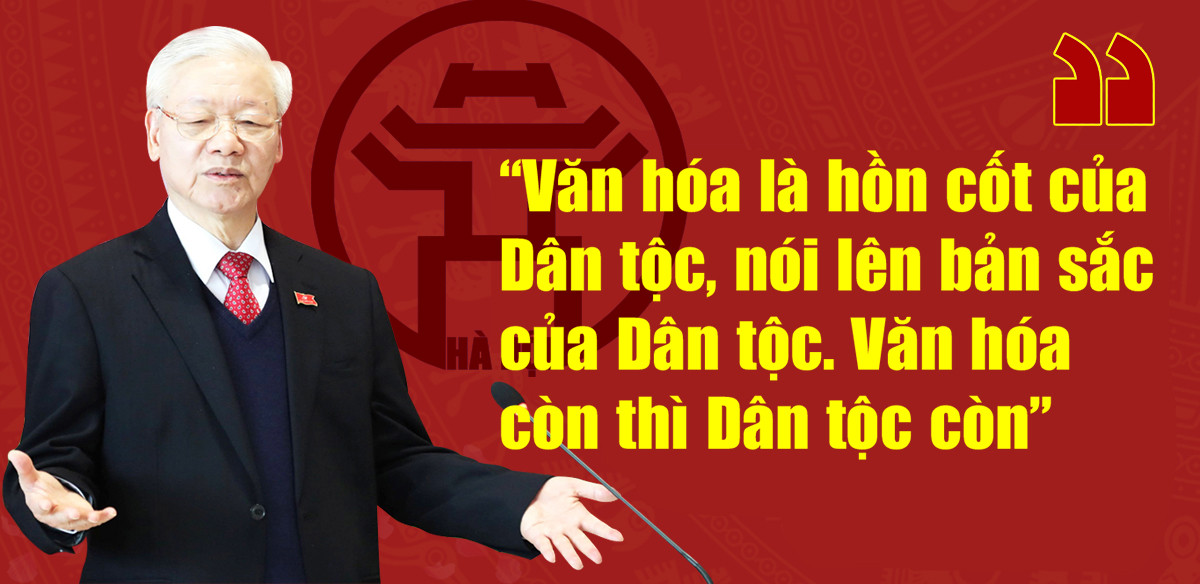 “Văn hóa là hồn cốt của
Dân tộc, nói lên bản sắc
của Dân tộc. Văn hóa
còn thì Dân tộc còn”
HÀ